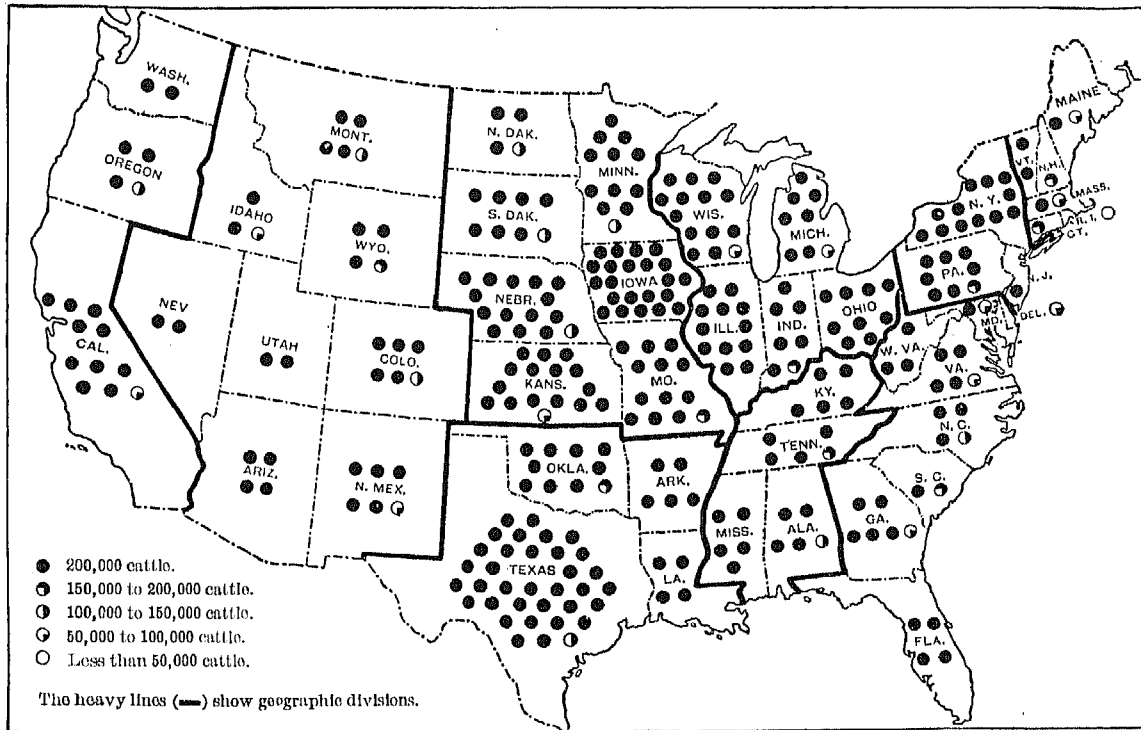 WASH.
MAINE
MONT.
N. DAK.
MINN.
OREGON
VT.
N.H.
IDAHO
S. DAK.
WIS.
MICH.
N. Y.
MASS.
R. I.
CT.
WYO.
PA.
N. J.
NEV
NEBR.
IOWA
OHIO
MD.
DEL.
UTAH
COLO.
ILL.
IND.
W. VA.
VA.
CAL.
KANS.
MO.
KY.
N. C.
TENN.
ARIZ.
N. MEX.
OKLA.
ARK.
S. C.
MISS.
ALA.
GA.
TEXAS
LA.
FLA.
200,000 cattle.
150,000 to 200,000 cattle.
100,000 to 150,000 cattle.
50,000 to 100,000 cattle.
Less than 50,000 cattle.
The heavy lines (▬) show geographic divisions.